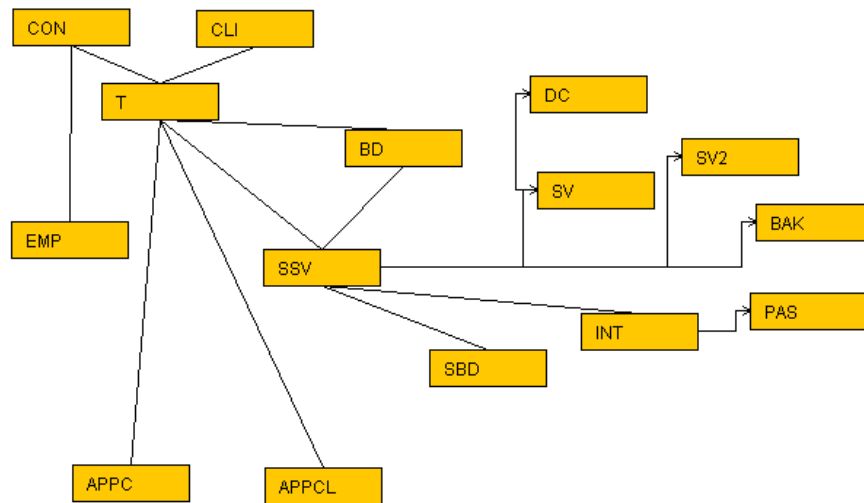 CON
CLI
T
DC
BD
SV2
SV
BAK
EMP
SSV
PAS
INT
SBD
APPC
APPCL